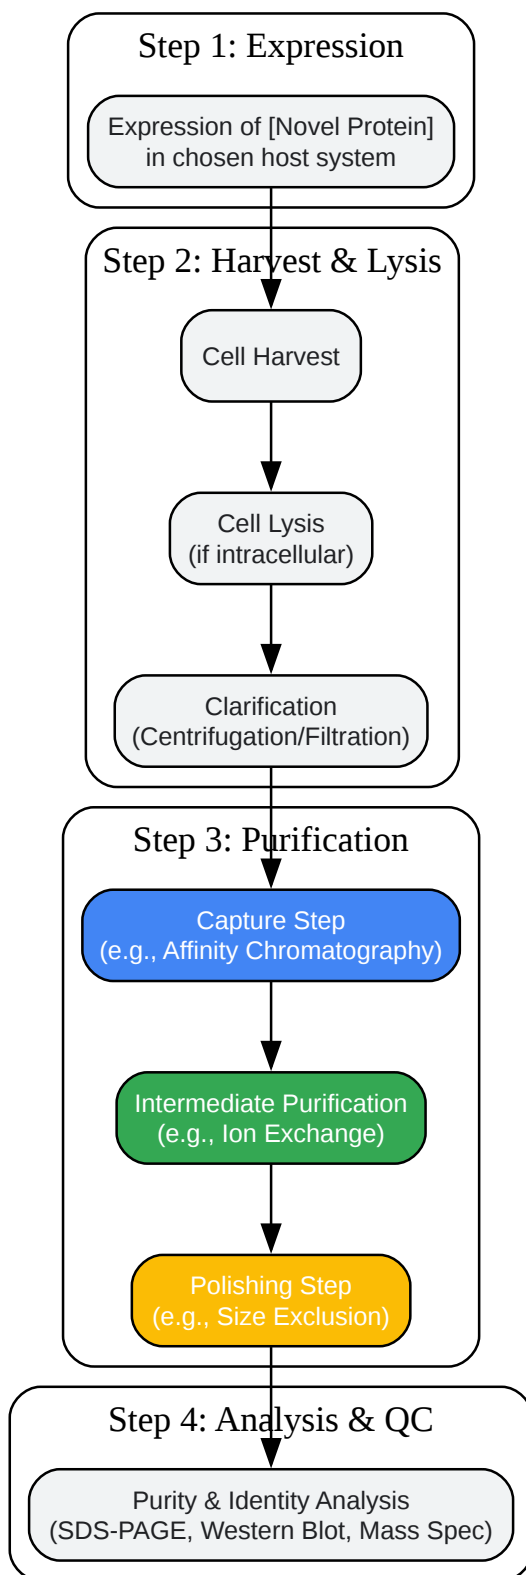 Step 1: Expression
Expression of [Novel Protein]
in chosen host system
Step 2: Harvest & Lysis
Cell Harvest
Cell Lysis
(if intracellular)
Clarification
(Centrifugation/Filtration)
Step 3: Purification
Capture Step
(e.g., Affinity Chromatography)
Intermediate Purification
(e.g., Ion Exchange)
Polishing Step
(e.g., Size Exclusion)
Step 4: Analysis & QC
Purity & Identity Analysis
(SDS-PAGE, Western Blot, Mass Spec)